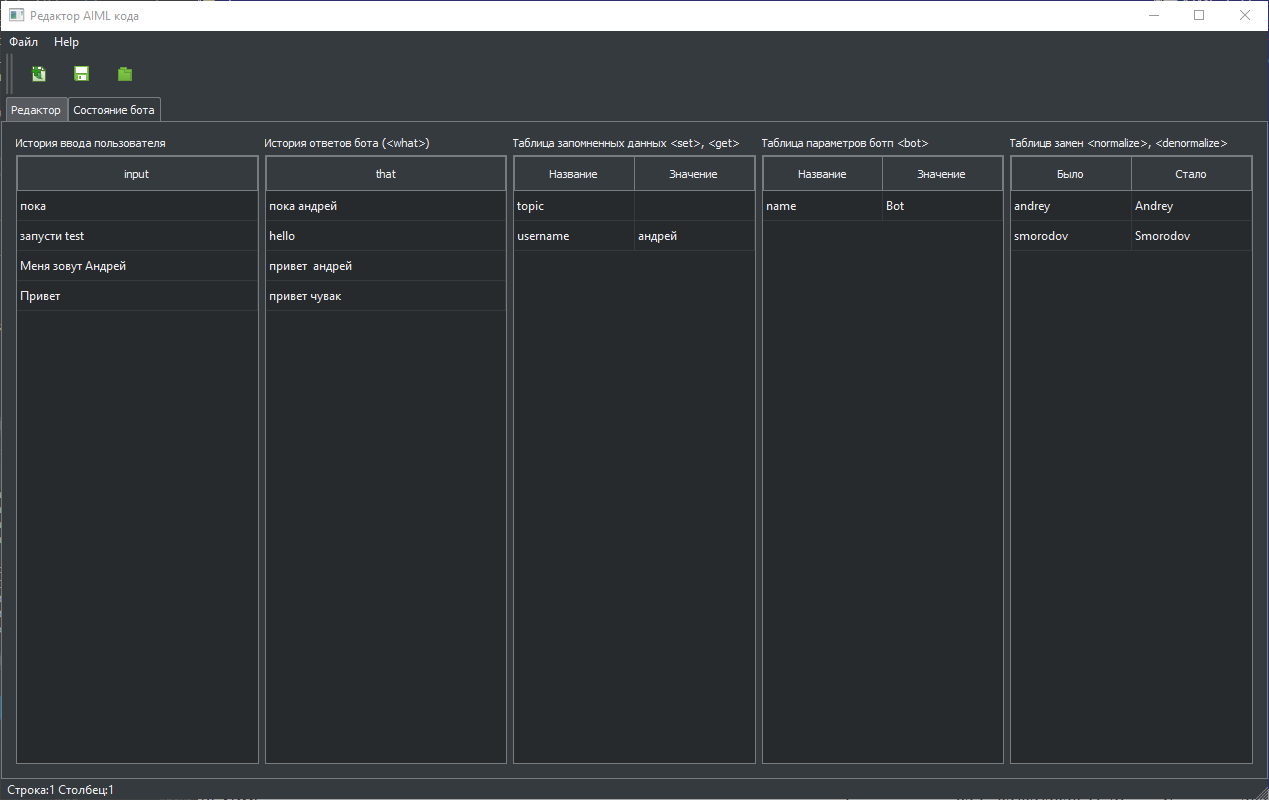 Редактор AIML кода
Файл Help
Редактор Состояние бота
История ввода пользователя История ответов бота (<what>) Таблица запомненных данных <set>, <get> Таблица параметров ботп <bot> Таблицв замен <normalize>, <denormalize>
input that Название Значение Название Значение Было Стало
пока пока андрей topic name Bot andrey Andrey
запусти test hello username андрей smorodov Smorodov
Меня зовут Андрей привет  андрей
Привет привет чувак
Строка:1 Столбец:1